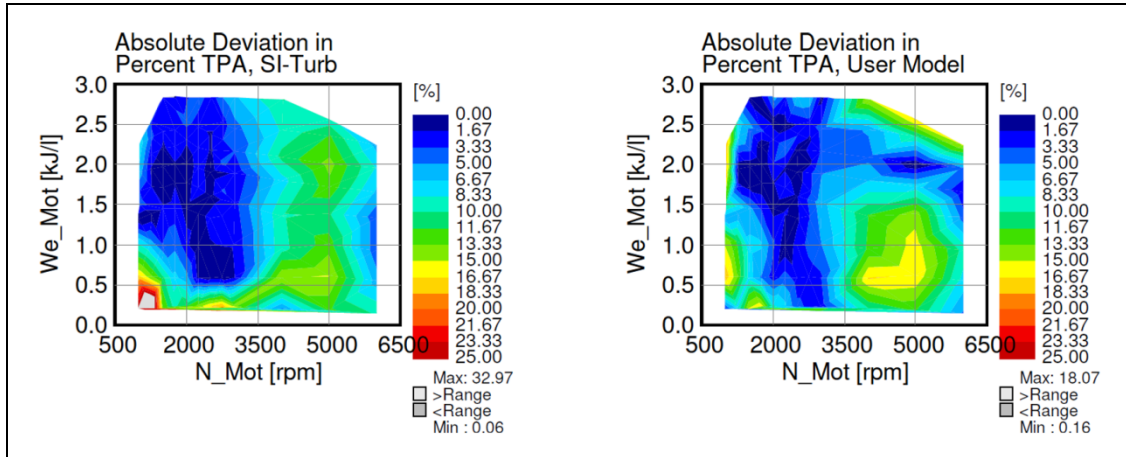 Absolute Deviation in
Percent TPA, SI-Turb
[%]
3.0
2.5
2.0
1.5
1.0
0.5
0.0
We_Mot [kJ/l]
500 2000 3500 5000 6500
N_Mot [rpm]
0.00
1.67
3.33
5.00
6.67
8.33
10.00
11.67
13.33
15.00
16.67
18.33
20.00
21.67
23.33
25.00
Max: 32.97
>Range
<Range
Min : 0.06
Absolute Deviation in
Percent TPA, User Model
[%]
3.0
2.5
2.0
1.5
1.0
0.5
0.0
We_Mot [kJ/l]
500 2000 3500 5000 6500
N_Mot [rpm]
0.00
1.67
3.33
5.00
6.67
8.33
10.00
11.67
13.33
15.00
16.67
18.33
20.00
21.67
23.33
25.00
Max: 18.07
>Range
<Range
Min : 0.16